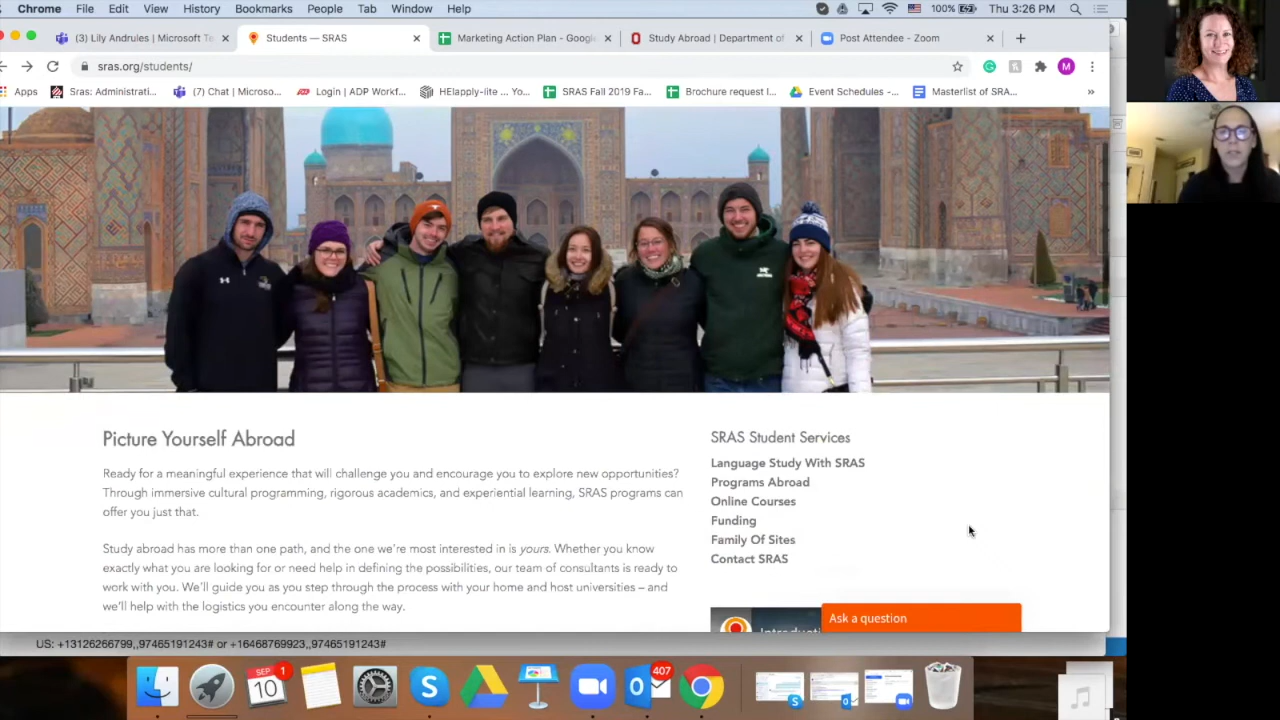 Chrome File Edit View History Bookmarks People Tab Window Help 100% Thu 3:26 PM
(3) Lily Andrules | Microsoft Te
Students — SRAS
Marketing Action Plan - Google
Study Abroad | Department of
Post Attendee - Zoom
sras.org/students/
M
Apps
Sras: Administrati...
(7) Chat | Microso...
Login | ADP Workf...
HElapply-lite ... Yo...
SRAS Fall 2019 Fa...
Brochure request I...
Event Schedules -...
Masterlist of SRA...
»
Picture Yourself Abroad
Ready for a meaningful experience that will challenge you and encourage you to explore new opportunities?
Through immersive cultural programming, rigorous academics, and experiential learning, SRAS programs can
offer you just that.
Study abroad has more than one path, and the one we're most interested in is yours. Whether you know
exactly what you are looking for or need help in defining the possibilities, our team of consultants is ready to
work with you. We'll guide you as you step through the process with your home and host universities – and
we'll help with the logistics you encounter along the way.
SRAS Student Services
Language Study With SRAS
Programs Abroad
Online Courses
Funding
Family Of Sites
Contact SRAS
Introducti
Ask a question
US: +13126266799,,97465191243# or +16468769923,,97465191243#
SEP
10
1
407